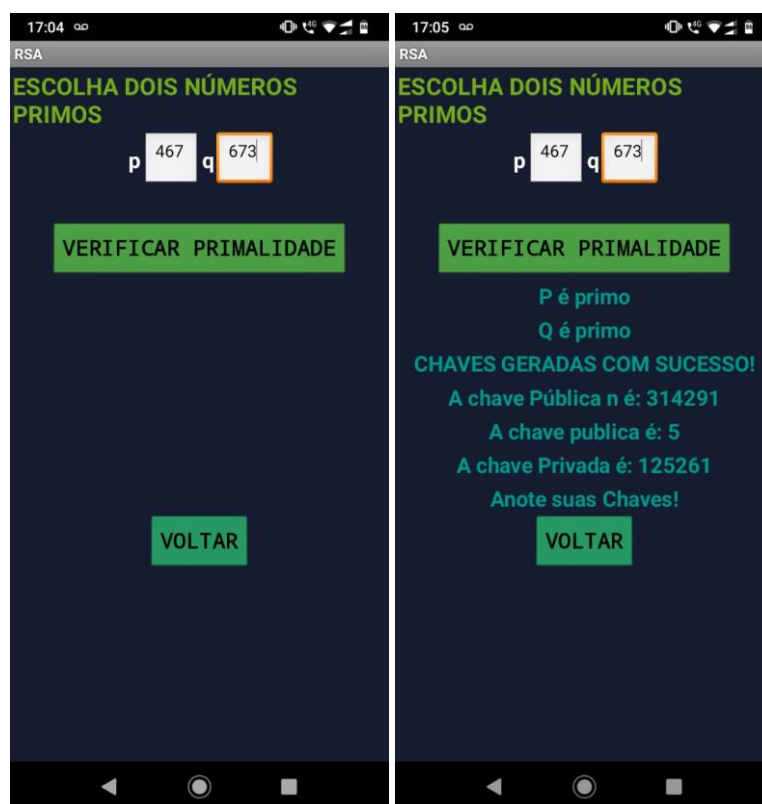 17:04
RSA
ESCOLHA DOIS NÚMEROS
PRIMOS
p 467 q 673
VERIFICAR PRIMALIDADE
VOLTAR
17:05
RSA
ESCOLHA DOIS NÚMEROS
PRIMOS
p 467 q 673
VERIFICAR PRIMALIDADE
P é primo
Q é primo
CHAVES GERADAS COM SUCESSO!
A chave Pública n é: 314291
A chave publica é: 5
A chave Privada é: 125261
Anote suas Chaves!
VOLTAR